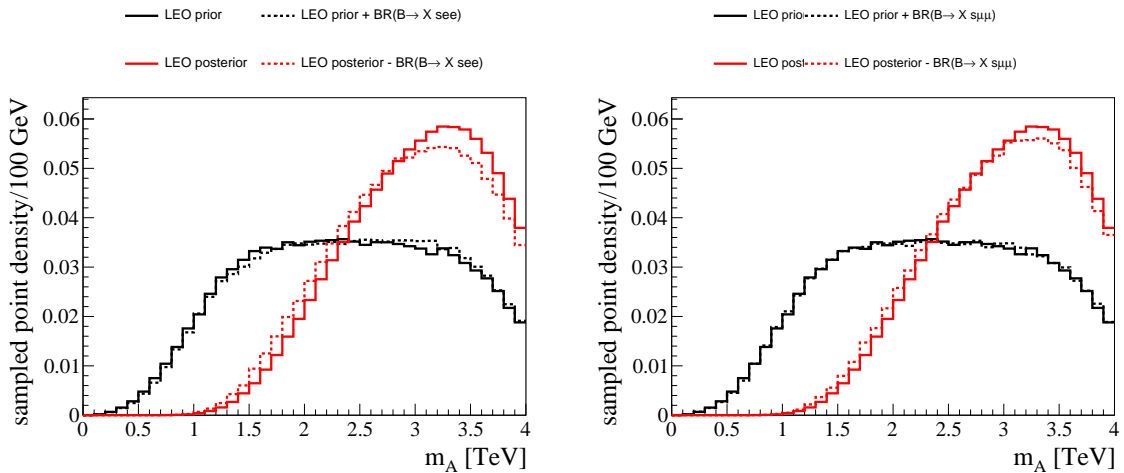 LEO prior
LEO prior + BR(B→ X see)
LEO posterior
LEO posterior - BR(B→ X see)
sampled point density/100 GeV
0.06
0.05
0.04
0.03
0.02
0.01
0
0 0.5 1 1.5 2 2.5 3 3.5 4
m_A [TeV]
LEO prior + BR(B→ X sμμ)
LEO prio
LEO post
LEO posterior - BR(B→ X sμμ)
sampled point density/100 GeV
0.06
0.05
0.04
0.03
0.02
0.01
0
0 0.5 1 1.5 2 2.5 3 3.5 4
m_A [TeV]